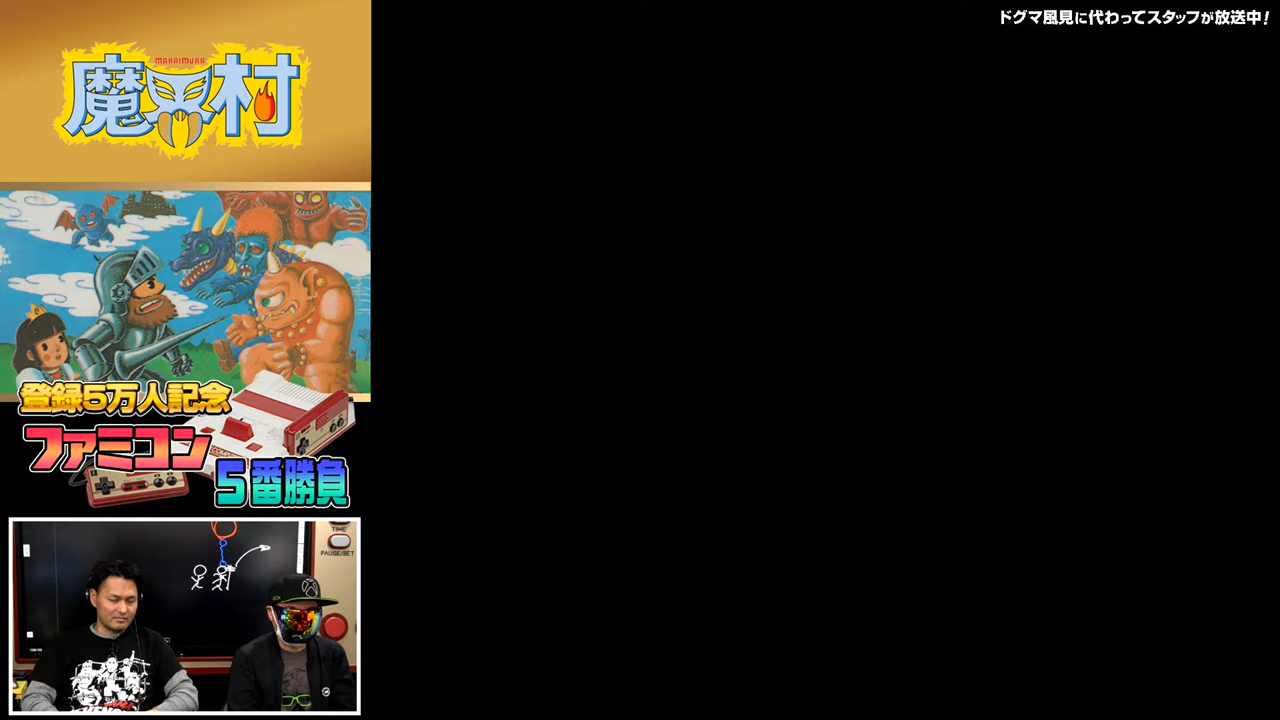 ドグマ風見に代わってスタッフが放送中!
MAKAIMURA
魔界村
登録5万人記念
ファミコン
5番勝負
TIME
PAUSE/SET